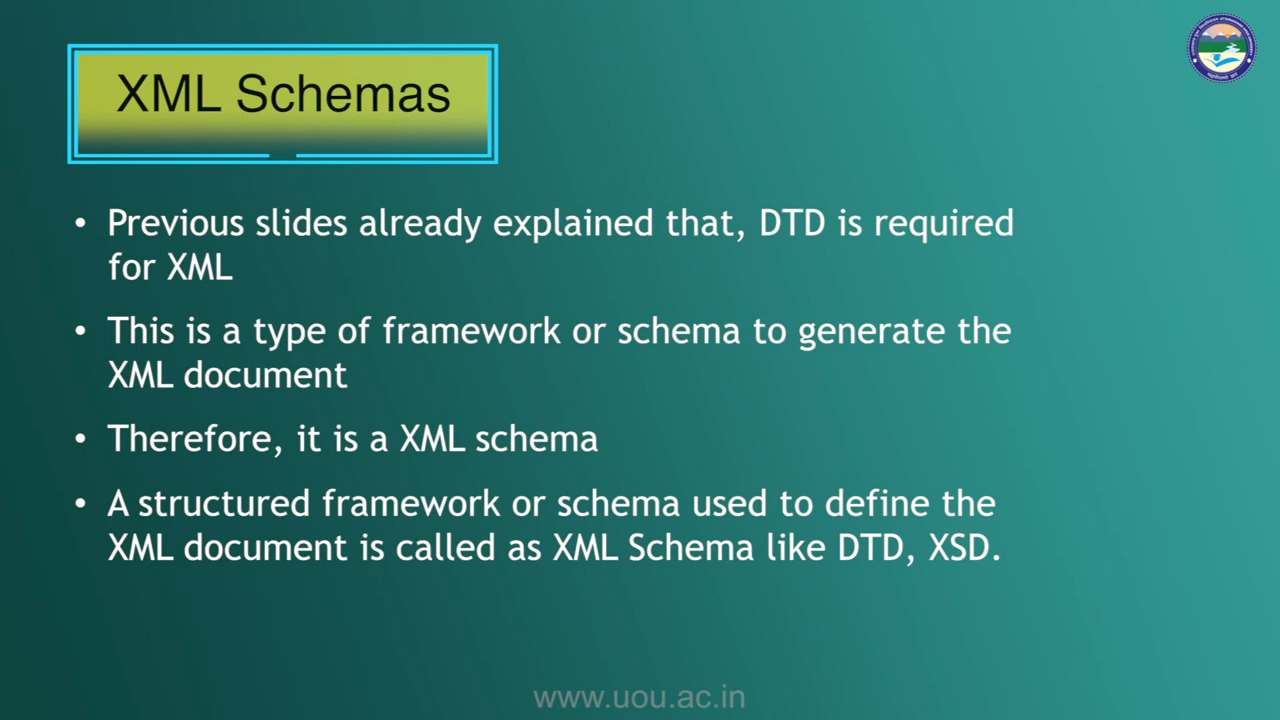 XML Schemas
• Previous slides already explained that, DTD is required
for XML
• This is a type of framework or schema to generate the
XML document
• Therefore, it is a XML schema
• A structured framework or schema used to define the
XML document is called as XML Schema like DTD, XSD.
www.uou.ac.in